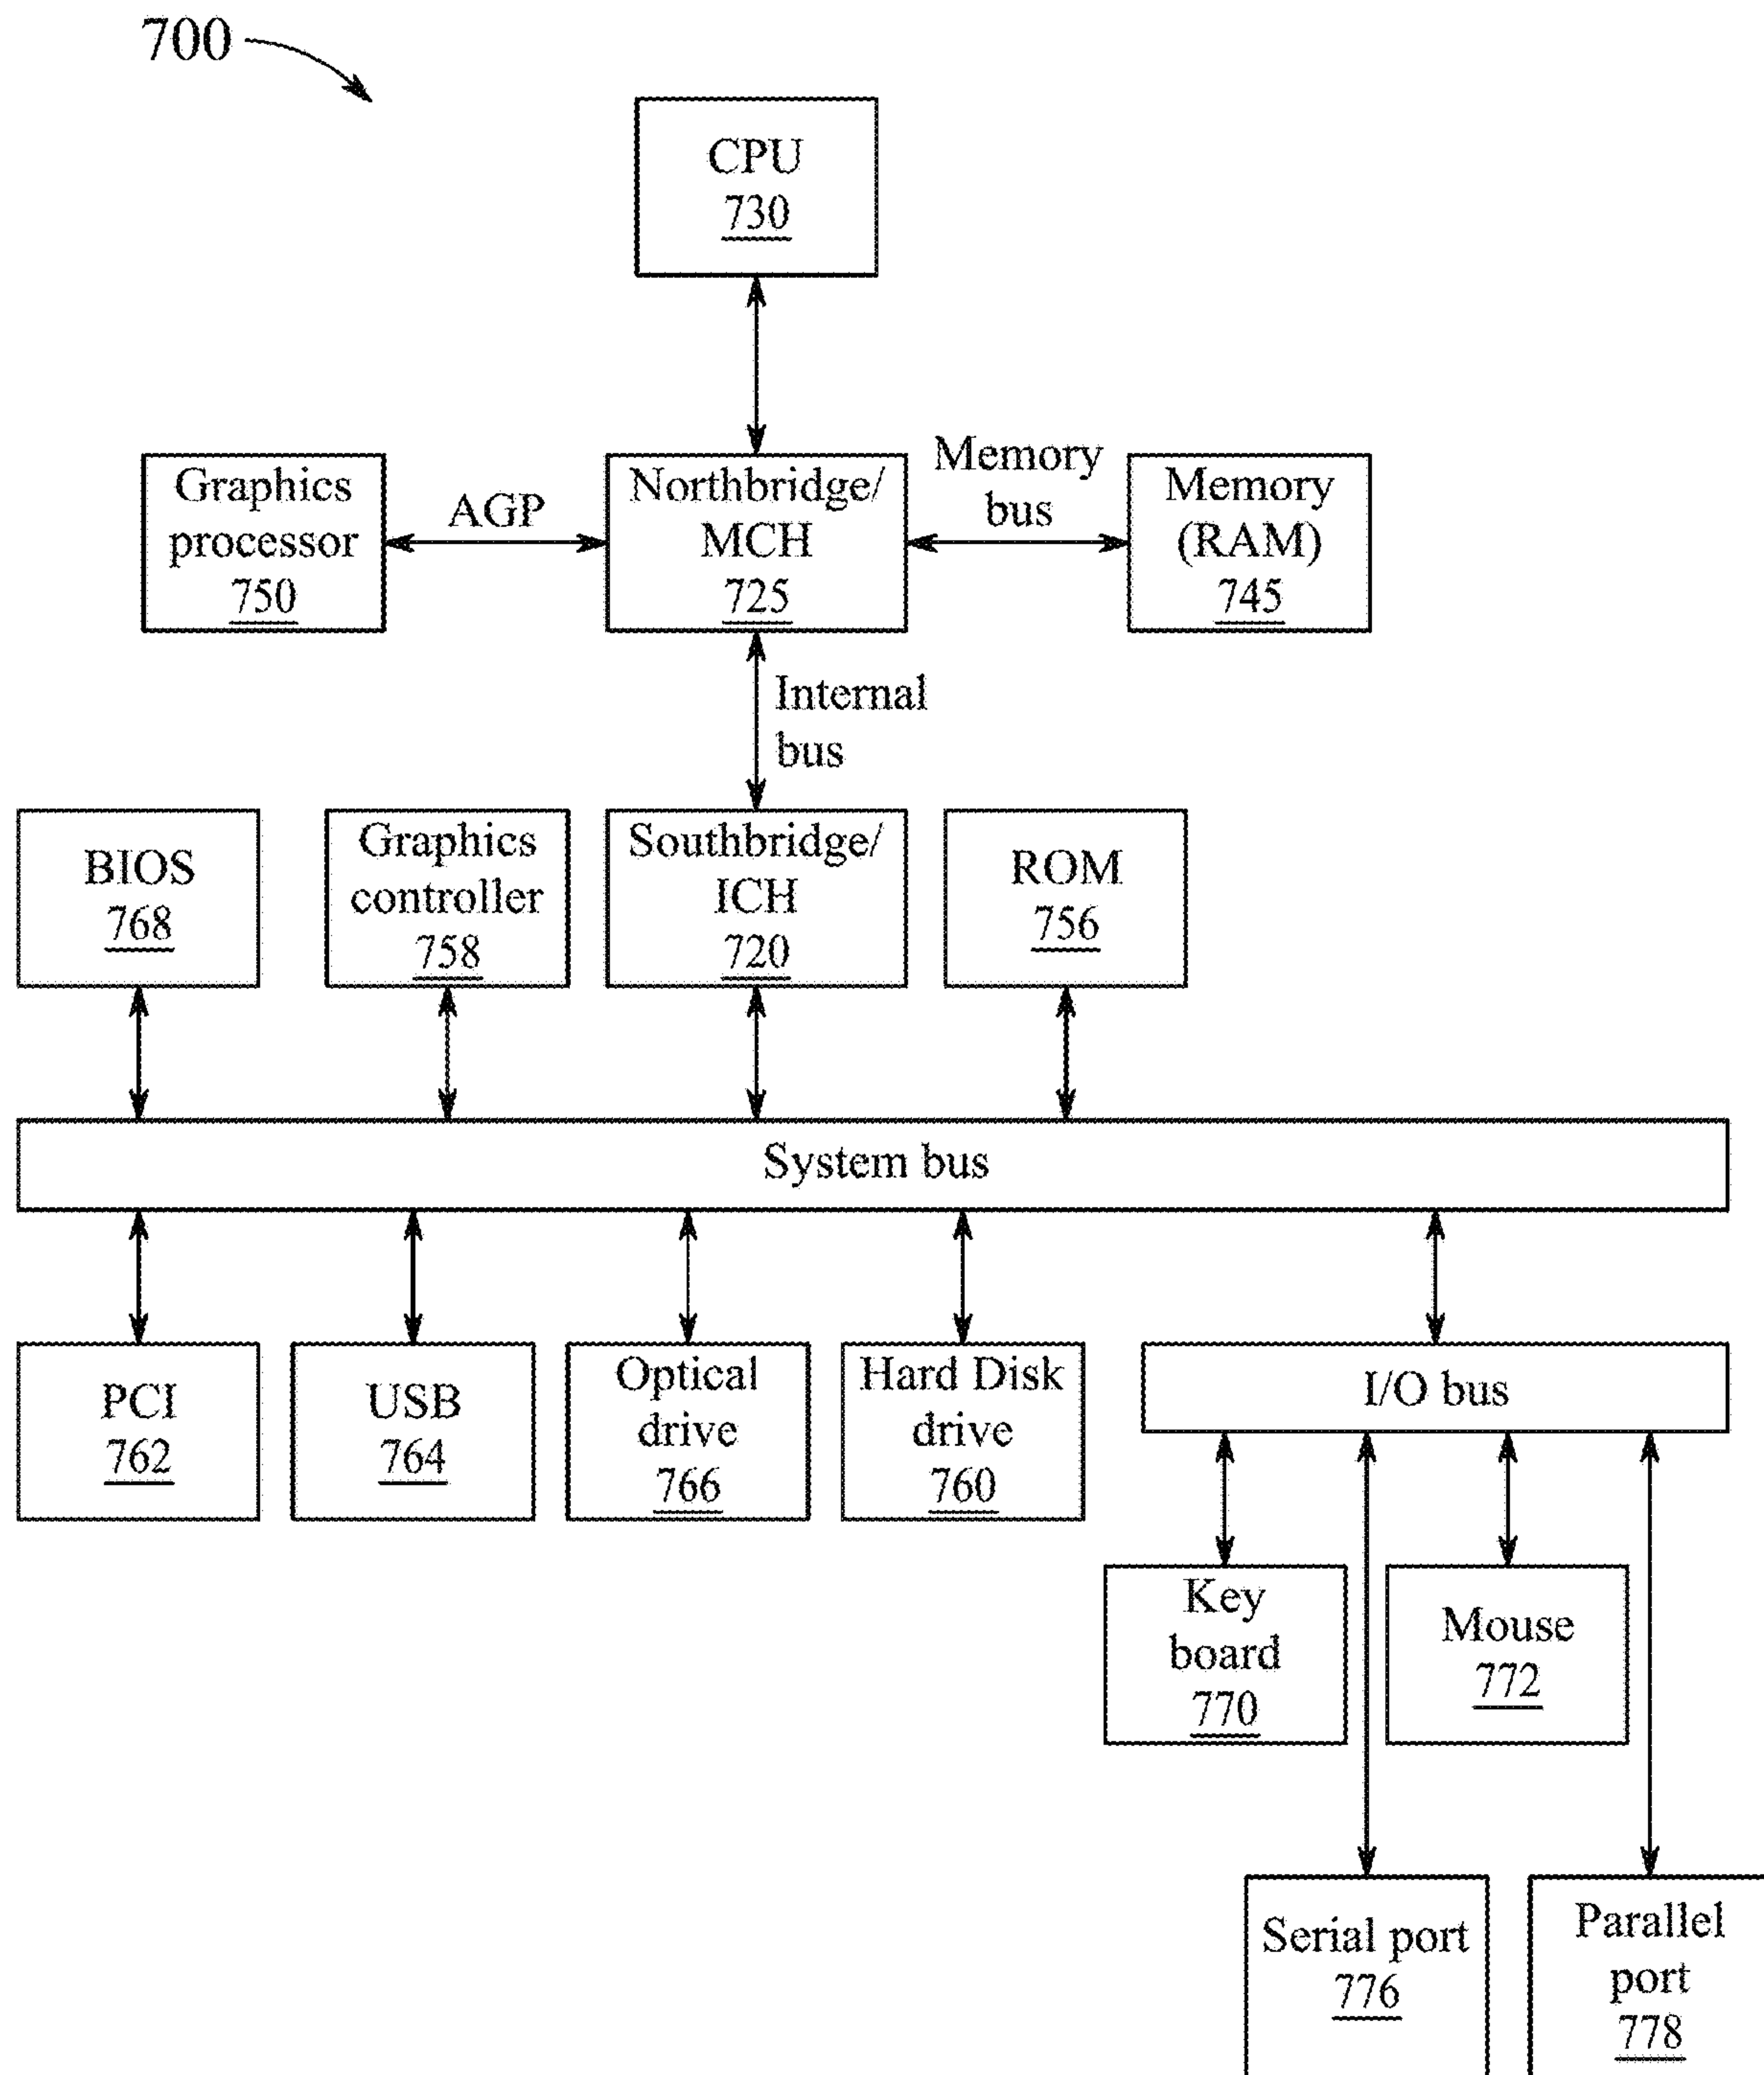 700
CPU
730
Graphics
processor
750
AGP
Northbridge/
MCH
725
Memory
bus
Memory
(RAM)
745
Internal
bus
BIOS
768
Graphics
controller
758
Southbridge/
ICH
720
ROM
756
System bus
PCI
762
USB
764
Optical
drive
766
Hard Disk
drive
760
I/O bus
Key
board
770
Mouse
772
Serial port
776
Parallel
port
778